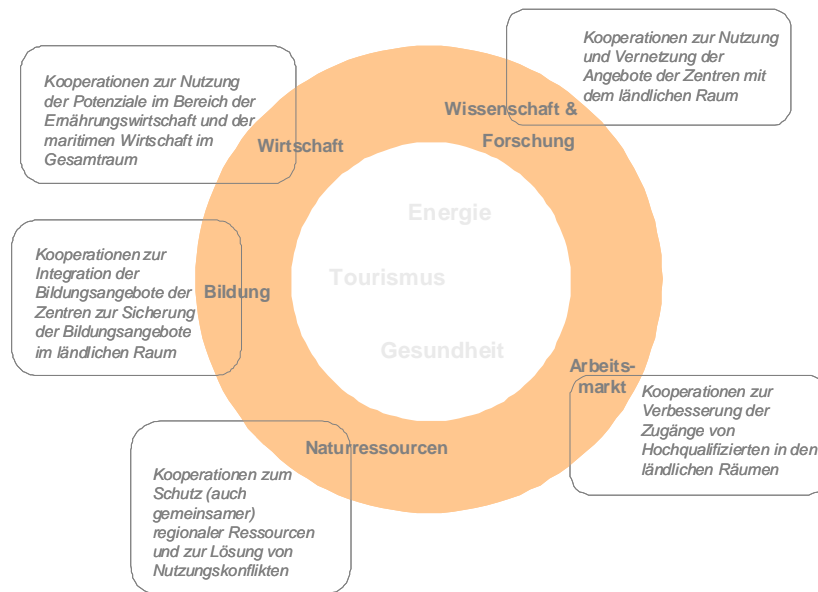 Kooperationen zur Nutzung
und Vernetzung der
Angebote der Zentren mit
dem ländlichen Raum
Kooperationen zur Nutzung
der Potenziale im Bereich der
Ernährungswirtschaft und der
maritimen Wirtschaft im
Gesamtraum
Wissenschaft &
Forschung
Wirtschaft
Energie
Tourismus
Gesundheit
Kooperationen zur
Integration der
Bildungsangebote der
Zentren zur Sicherung
der Bildungsangebote
im ländlichen Raum
Bildung
Arbeits-
markt
Kooperationen zur
Verbesserung der
Zugänge von
Hochqualifizierten in den
ländlichen Räumen
Naturressourcen
Kooperationen zum
Schutz (auch
gemeinsamer)
regionaler Ressourcen
und zur Lösung von
Nutzungskonflikten